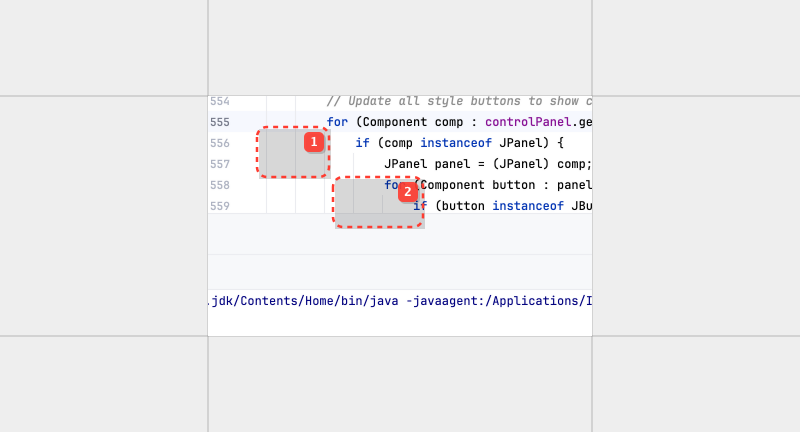 554 // Update all style buttons to show c
555 for (Component comp : controlPanel.ge
556 if (comp instanceof JPanel) {
557 JPanel panel = (JPanel) comp;
558 for (Component button : panel
559 if (button instanceof JBu
1
2
.jdk/Contents/Home/bin/java -javaagent:/Applications/I